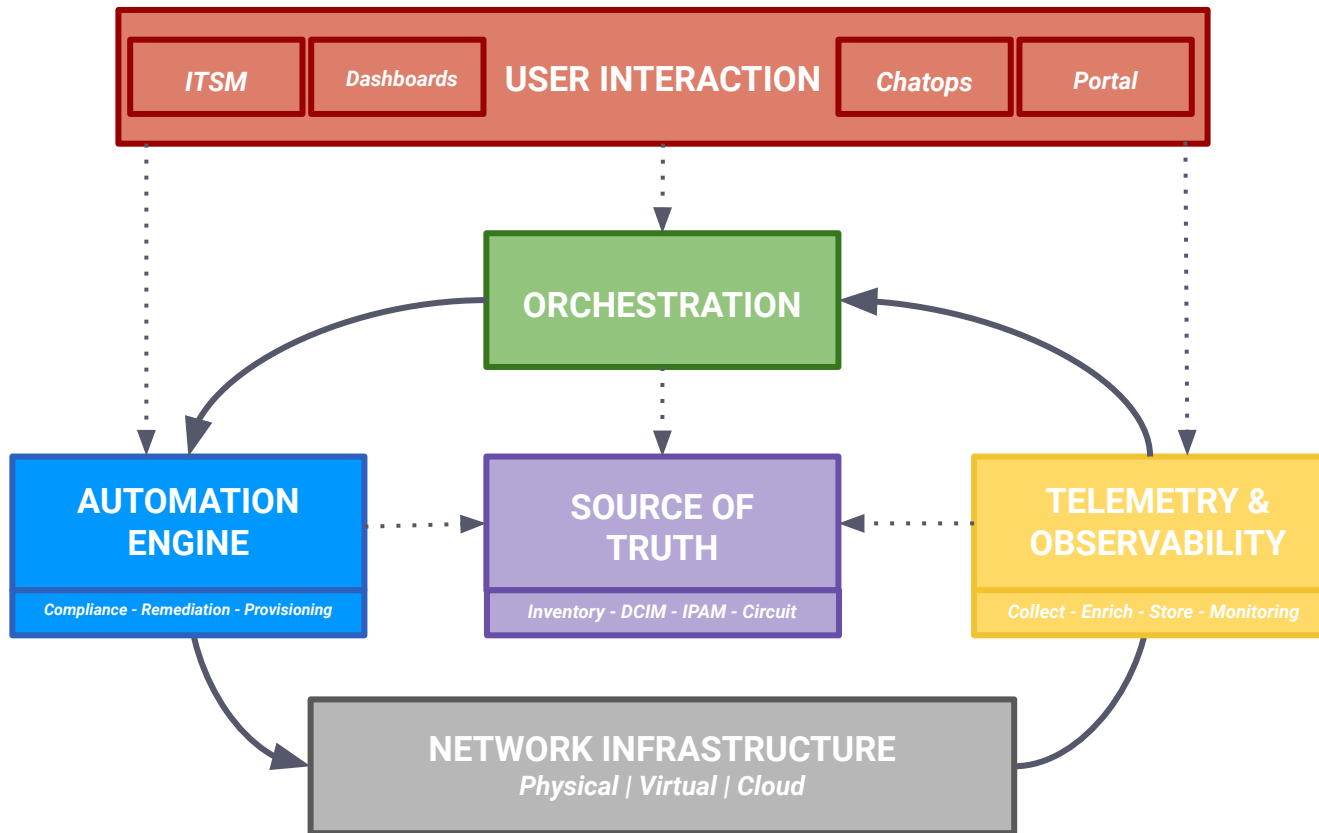 ITSM
Dashboards
USER INTERACTION
Chatops
Portal
ORCHESTRATION
AUTOMATION
ENGINE
Compliance - Remediation - Provisioning
SOURCE OF
TRUTH
Inventory - DCIM - IPAM - Circuit
TELEMETRY &
OBSERVABILITY
Collect - Enrich - Store - Monitoring
NETWORK INFRASTRUCTURE
Physical | Virtual | Cloud